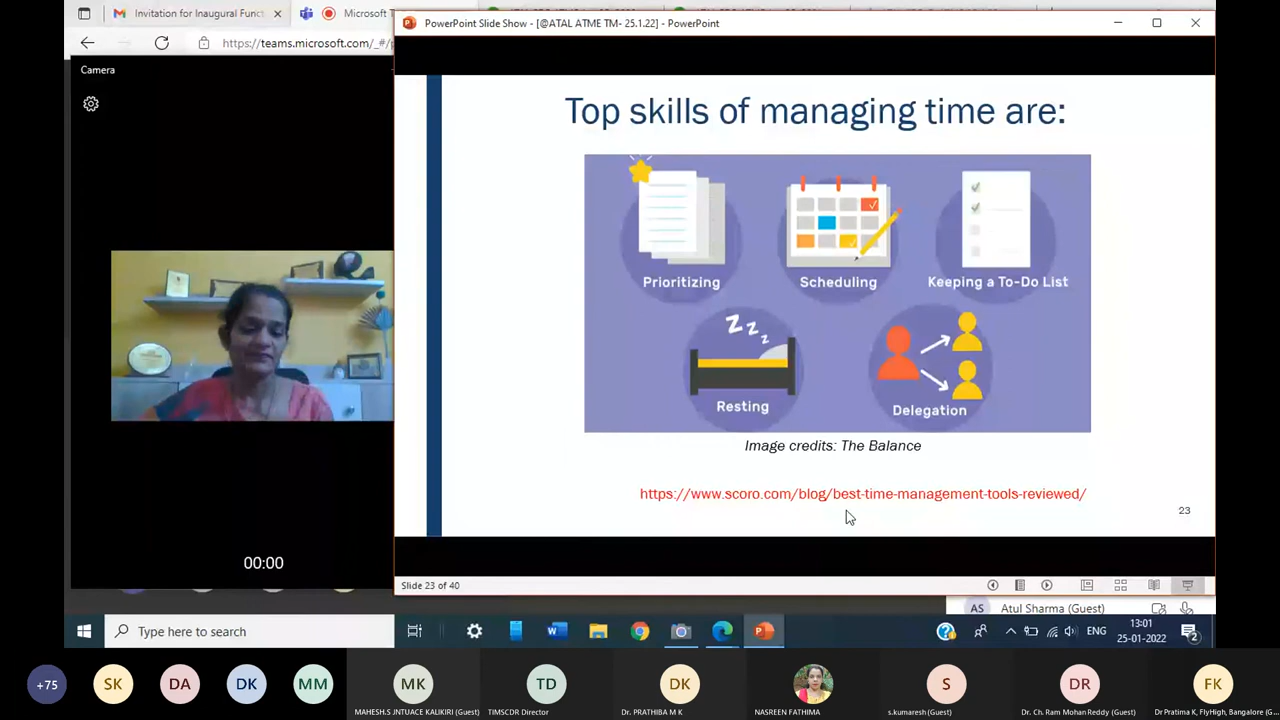 Invitation for Inaugural Funct
Microsoft T
PowerPoint Slide Show - [@ATAL ATME TM- 25.1.22] - PowerPoint
https://teams.microsoft.com/_#/p
Camera
Top skills of managing time are:
Prioritizing
Scheduling
Keeping a To-Do List
Z Z Z
Resting
Delegation
Image credits: The Balance
https://www.scoro.com/blog/best-time-management-tools-reviewed/
23
00:00
Slide 23 of 40
AS
Atul Sharma (Guest)
Type here to search
ENG
13:01
25-01-2022
2
+75
SK
DA
DK
MM
MK
TD
DK
S
DR
FK
MAHESH.S JNTUACE KALIKIRI (Guest)
TIMSCDR Director
Dr. PRATHIBA M K
NASREEN FATHIMA
s.kumaresh (Guest)
Dr. Ch. Ram Mohan Reddy (Guest)
Dr Pratima K, FlyHigh, Bangalore (G...